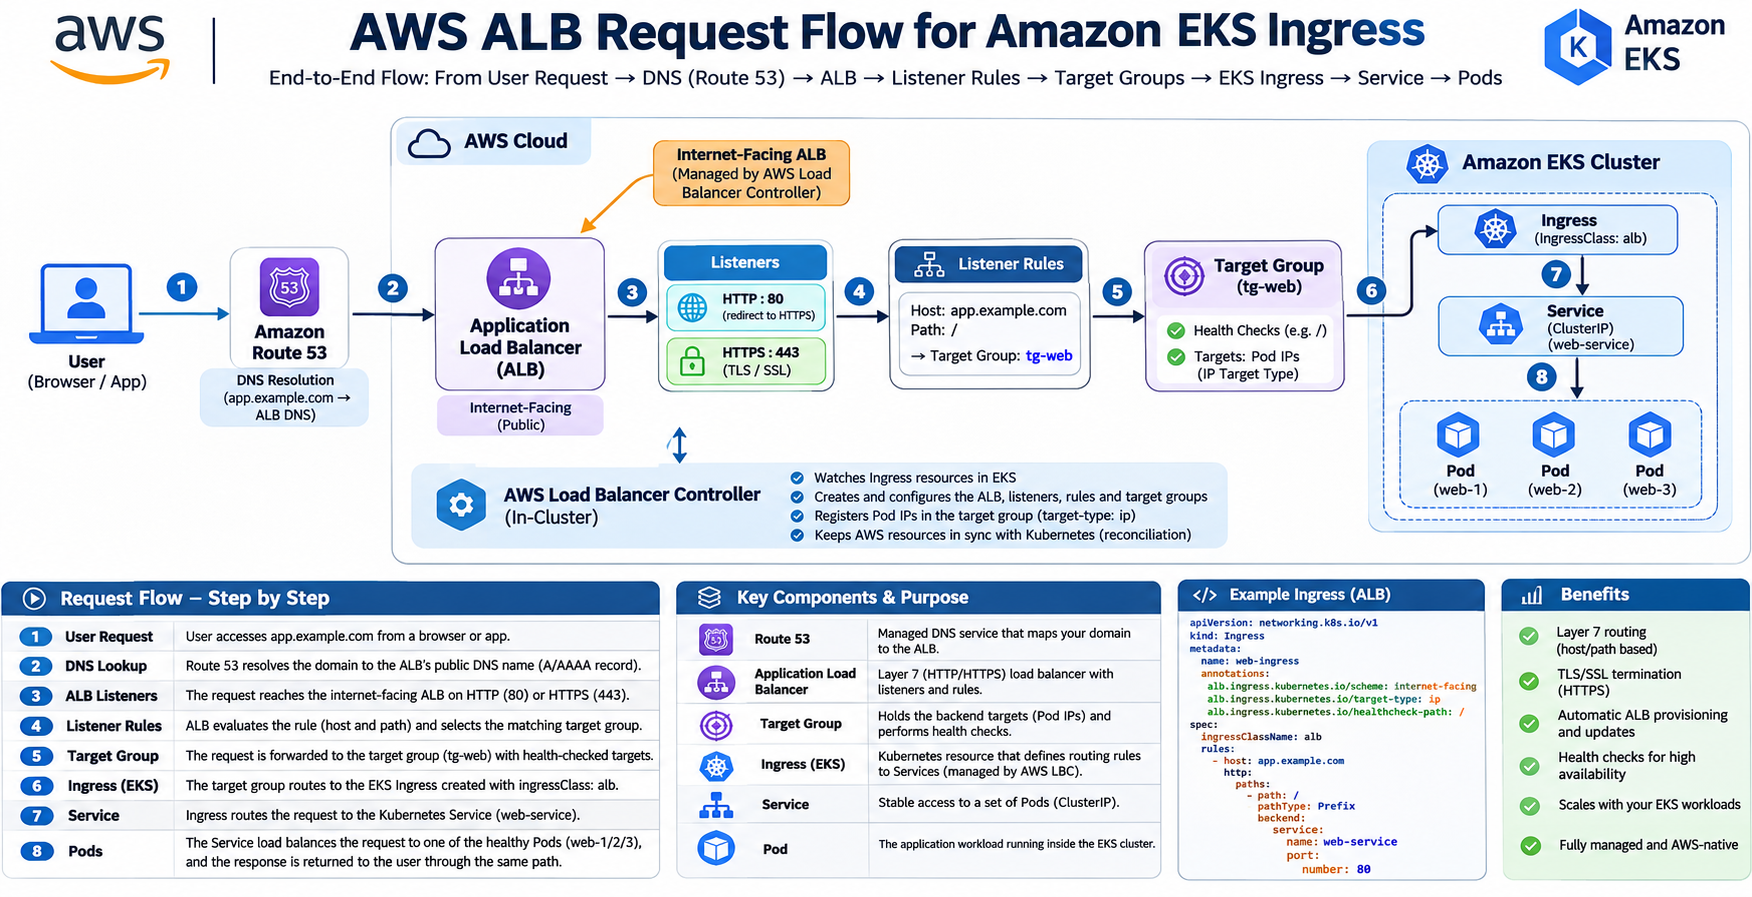 aws
AWS ALB Request Flow for Amazon EKS Ingress
End-to-End Flow: From User Request → DNS (Route 53) → ALB → Listener Rules → Target Groups → EKS Ingress → Service → Pods
K
Amazon
EKS
AWS Cloud
Internet-Facing ALB
(Managed by AWS Load
Balancer Controller)
1
User
(Browser / App)
53
Amazon
Route 53
DNS Resolution
(app.example.com →
ALB DNS)
2
Application
Load Balancer
(ALB)
Internet-Facing
(Public)
3
Listeners
HTTP : 80
(redirect to HTTPS)
HTTPS : 443
(TLS / SSL)
4
Listener Rules
Host: app.example.com
Path: /
→ Target Group: tg-web
5
Target Group
(tg-web)
Health Checks (e.g. /)
Targets: Pod IPs
(IP Target Type)
6
Amazon EKS Cluster
Ingress
(IngressClass: alb)
7
Service
(ClusterIP)
(web-service)
8
Pod
(web-1)
Pod
(web-2)
Pod
(web-3)
AWS Load Balancer Controller
(In-Cluster)
Watches Ingress resources in EKS
Creates and configures the ALB, listeners, rules and target groups
Registers Pod IPs in the target group (target-type: ip)
Keeps AWS resources in sync with Kubernetes (reconciliation)
Request Flow – Step by Step
1 User Request User accesses app.example.com from a browser or app.
2 DNS Lookup Route 53 resolves the domain to the ALB's public DNS name (A/AAAA record).
3 ALB Listeners The request reaches the internet-facing ALB on HTTP (80) or HTTPS (443).
4 Listener Rules ALB evaluates the rule (host and path) and selects the matching target group.
5 Target Group The request is forwarded to the target group (tg-web) with health-checked targets.
6 Ingress (EKS) The target group routes to the EKS Ingress created with ingressClass: alb.
7 Service Ingress routes the request to the Kubernetes Service (web-service).
8 Pods The Service load balances the request to one of the healthy Pods (web-1/2/3),
and the response is returned to the user through the same path.
Key Components & Purpose
53
Route 53 Managed DNS service that maps your domain
to the ALB.
Application Load
Balancer
Layer 7 (HTTP/HTTPS) load balancer with
listeners and rules.
Target Group Holds the backend targets (Pod IPs) and
performs health checks.
Ingress (EKS) Kubernetes resource that defines routing rules
to Services (managed by AWS LBC).
Service Stable access to a set of Pods (ClusterIP).
Pod The application workload running inside the EKS cluster.
</> Example Ingress (ALB)
apiVersion: networking.k8s.io/v1
kind: Ingress
metadata:
name: web-ingress
annotations:
alb.ingress.kubernetes.io/scheme: internet-facing
alb.ingress.kubernetes.io/target-type: ip
alb.ingress.kubernetes.io/healthcheck-path: /
spec:
ingressClassName: alb
rules:
- host: app.example.com
http:
paths:
- path: /
pathType: Prefix
backend:
service:
name: web-service
port:
number: 80
Benefits
Layer 7 routing
(host/path based)
TLS/SSL termination
(HTTPS)
Automatic ALB provisioning
and updates
Health checks for high
availability
Scales with your EKS workloads
Fully managed and AWS-native